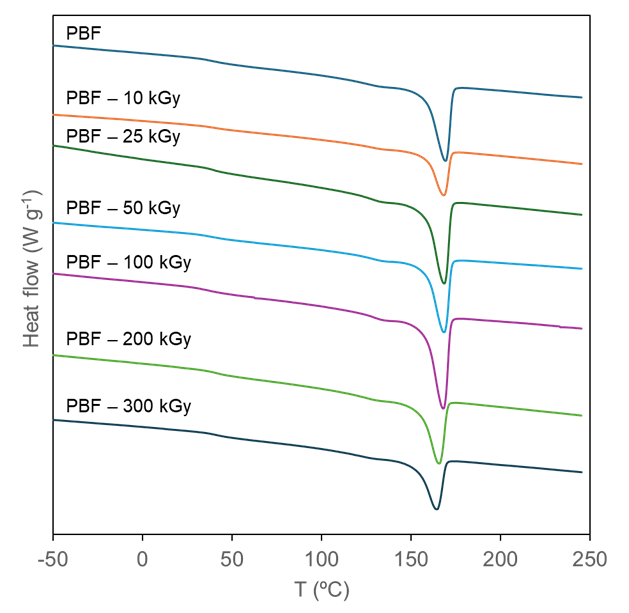 PBF
PBF – 10 kGy
PBF – 25 kGy
PBF – 50 kGy
PBF – 100 kGy
PBF – 200 kGy
PBF – 300 kGy
Heat flow (W g⁻¹)
-50 0 50 100 150 200 250
T (ºC)